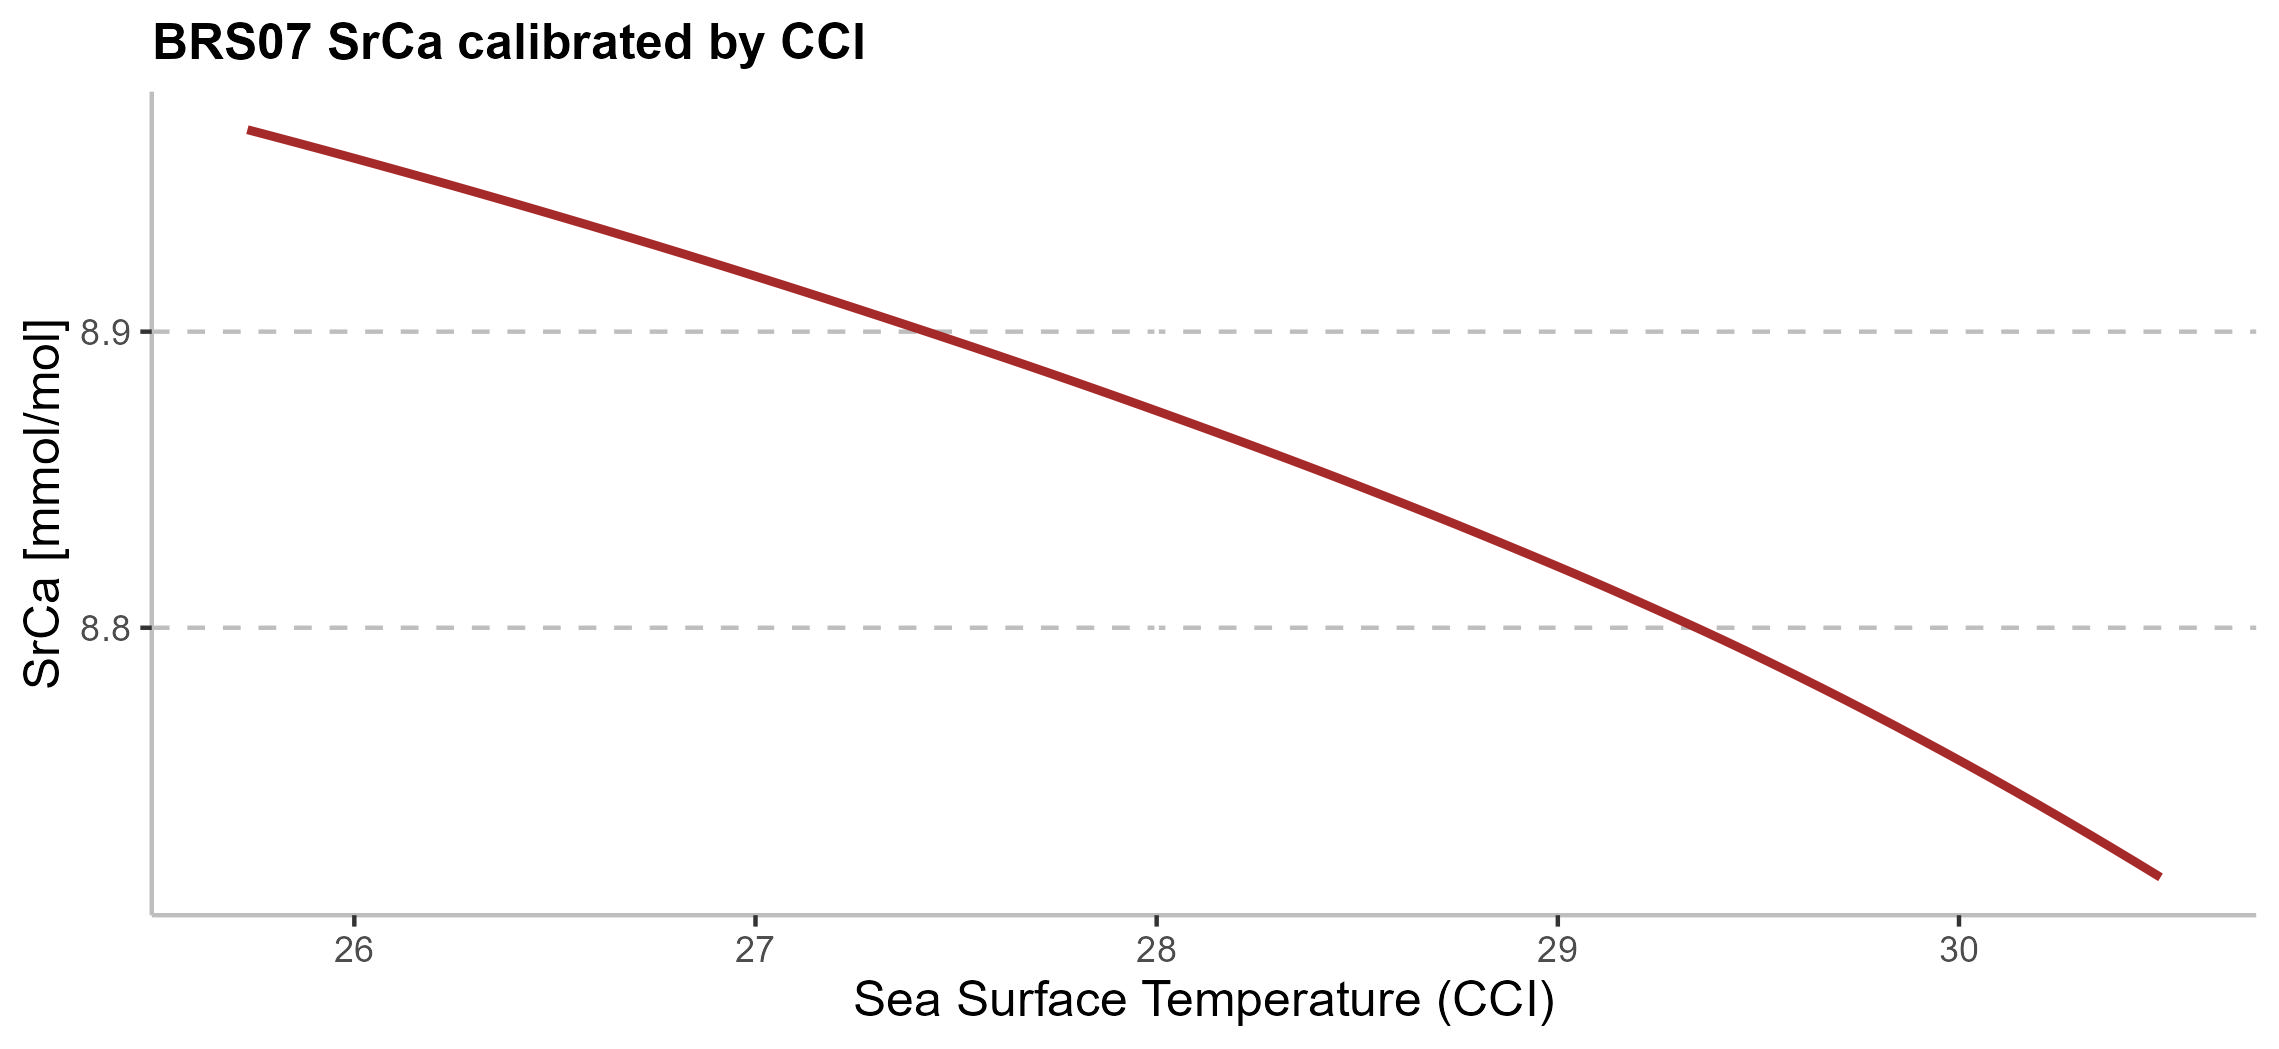 BRS07 SrCa calibrated by CCI
SrCa [mmol/mol]
8.9
8.8
26 27 28 29 30
Sea Surface Temperature (CCI)